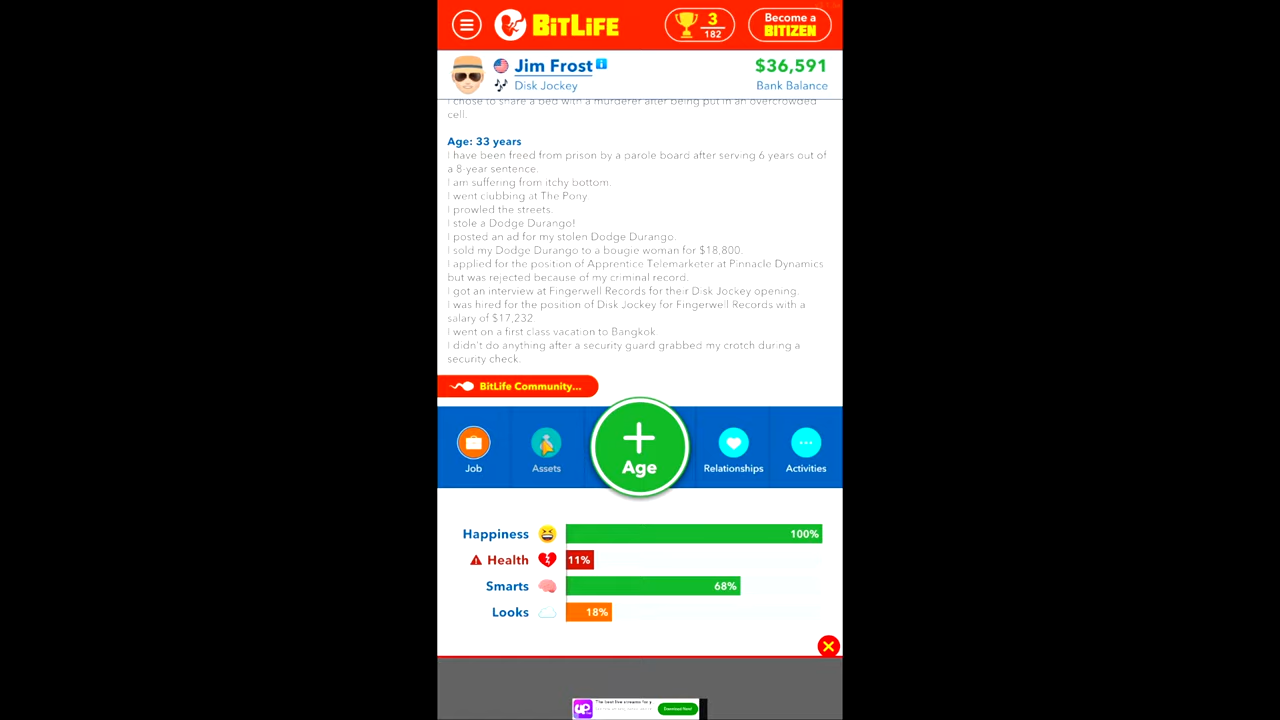 BITLIFE
3
182
Become a
BITIZEN
Jim Frost
$36,591
Disk Jockey
Bank Balance
I chose to share a bed with a murderer after being put in an overcrowded
cell.
Age: 33 years
I have been freed from prison by a parole board after serving 6 years out of
a 8-year sentence.
I am suffering from itchy bottom.
I went clubbing at The Pony
I prowled the streets.
I stole a Dodge Durango!
I posted an ad for my stolen Dodge Durango.
I sold my Dodge Durango to a bougie woman for $18,800.
I applied for the position of Apprentice Telemarketer at Pinnacle Dynamics
but was rejected because of my criminal record.
I got an interview at Fingerwell Records for their Disk Jockey opening.
I was hired for the position of Disk Jockey for Fingerwell Records with a
salary of $17,232
I went on a first class vacation to Bangkok.
I didn't do anything after a security guard grabbed my crotch during a
security check.
BitLife Community...
Job
Assets
Age
Relationships
Activities
Happiness
100%
Health
11%
Smarts
68%
Looks
18%
The best live streams for y
Download Now!